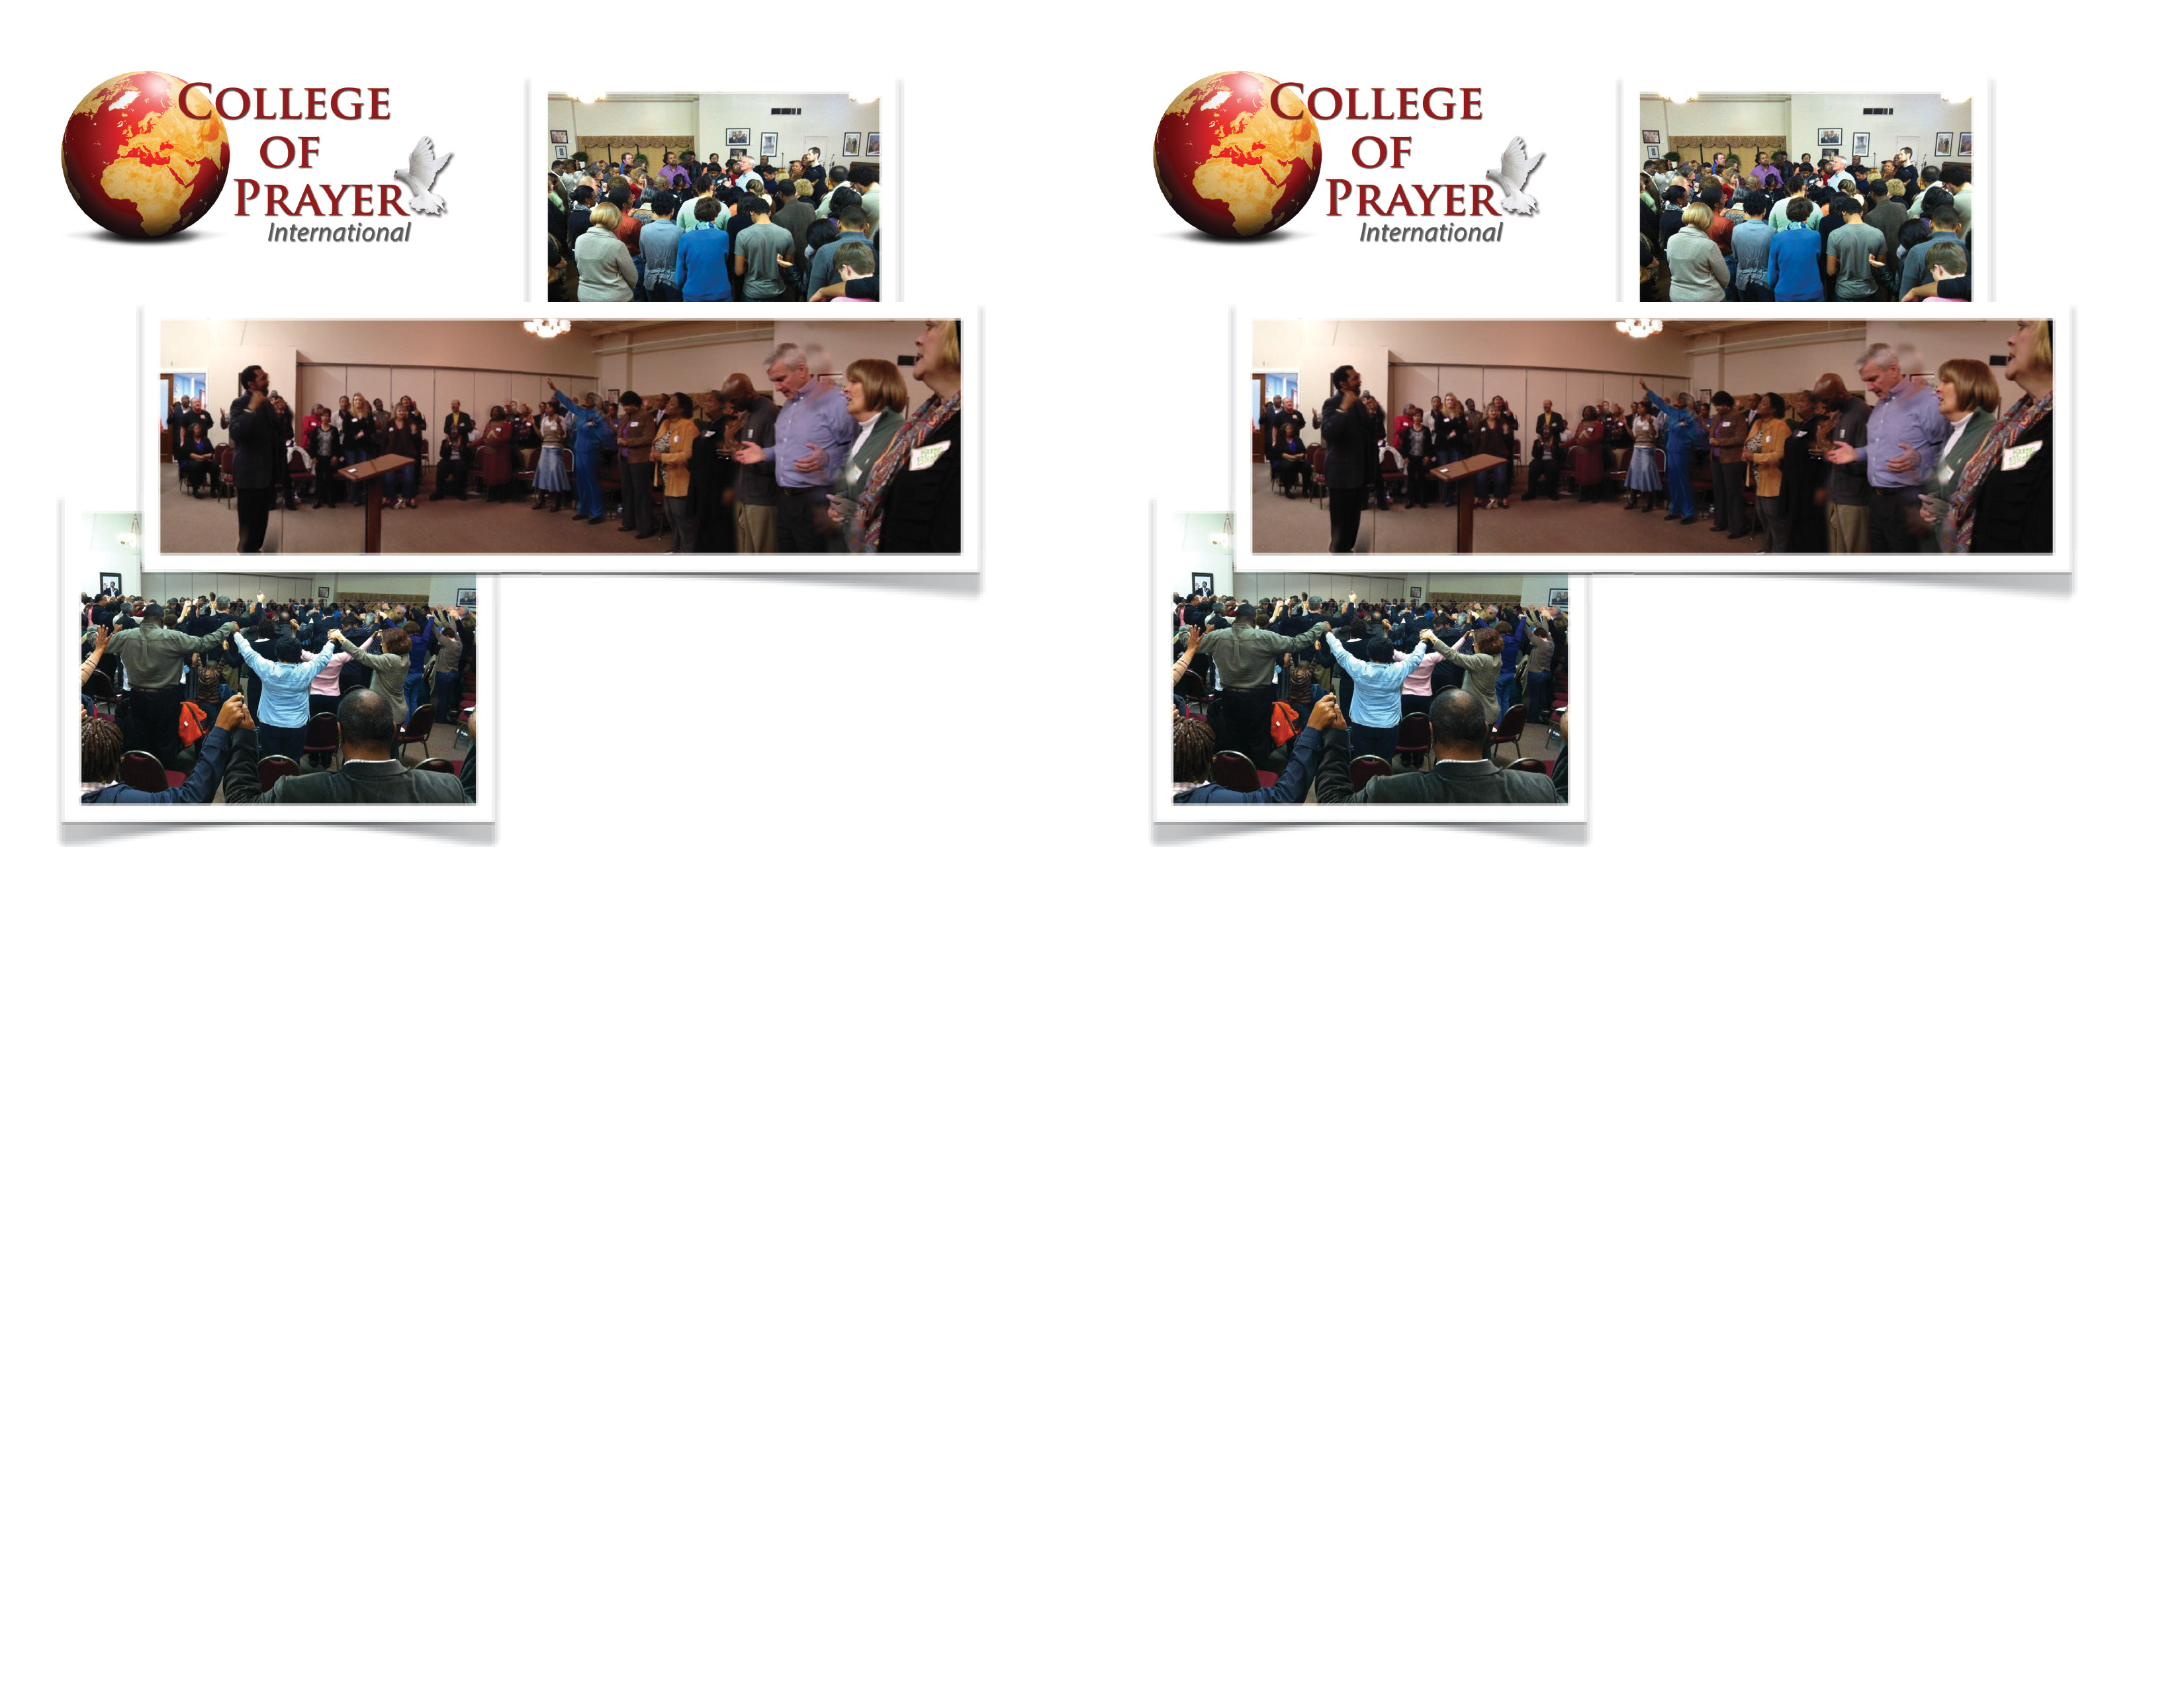 COLLEGE
OF
PRAYER
International
COLLEGE
OF
PRAYER
International